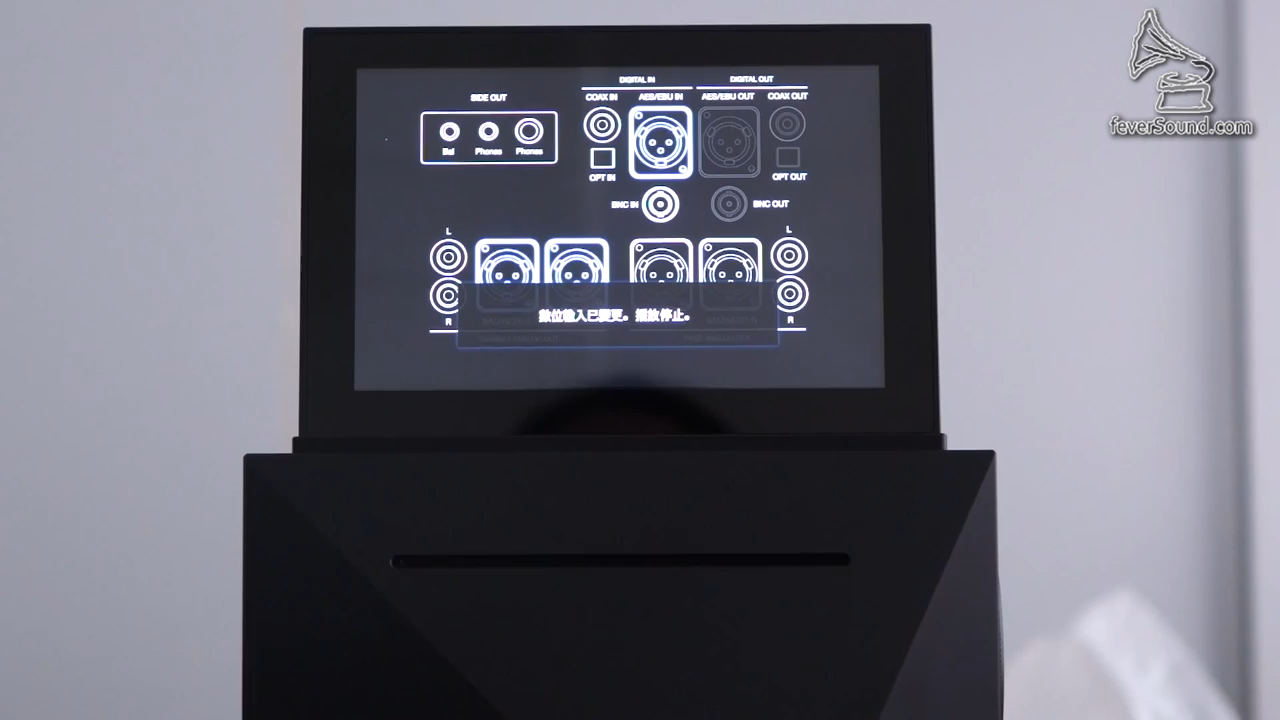 feverSound.com
DIGITAL IN
DIGITAL OUT
SIDE OUT
COAX IN
AES/EBU IN
AES/EBU OUT
COAX OUT
Bal
Phones
Phones
OPT IN
OPT OUT
BNC IN
BNC OUT
L
L
R
R
數位輸入已變更。播放停止。